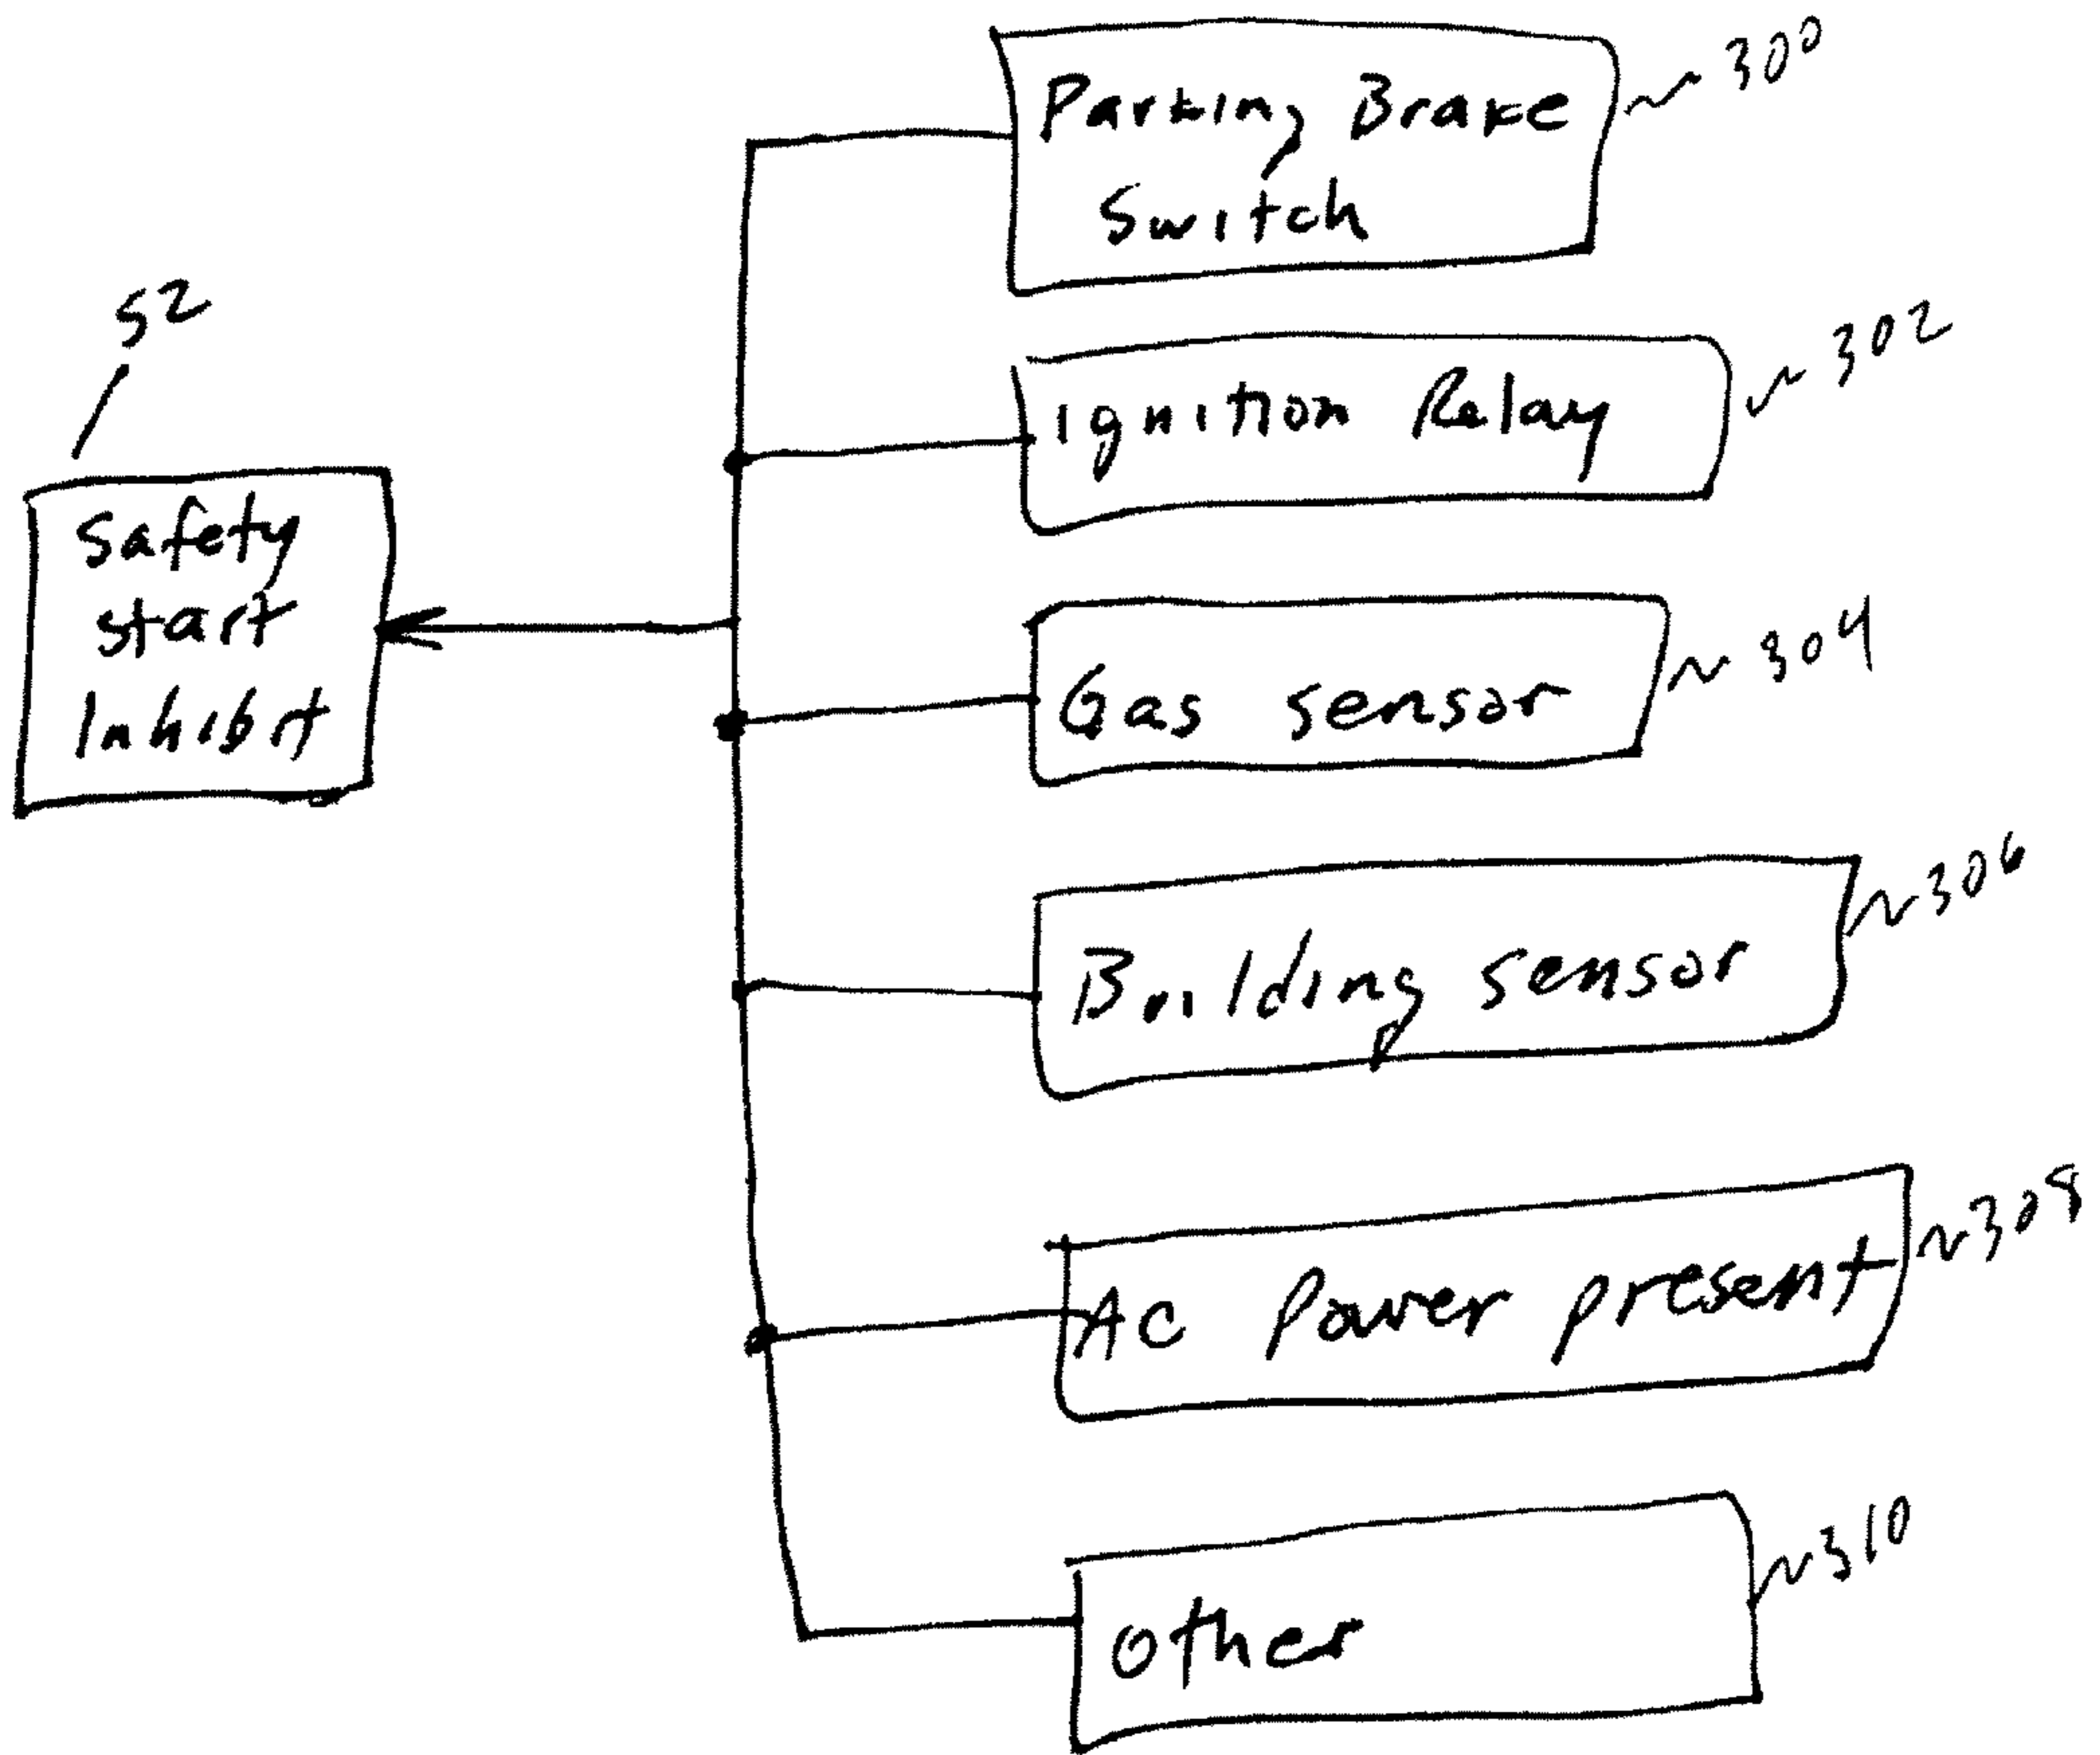 300
Parking Brake
Switch
52
302
Ignition Relay
Safety
start
Inhibit
304
Gas sensor
306
Building sensor
308
AC Power present
310
other